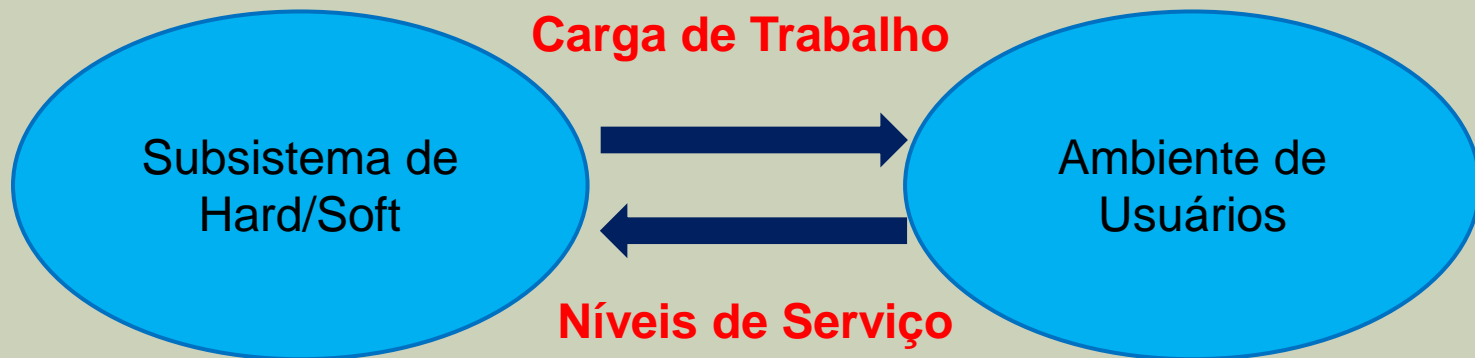 Carga de Trabalho
Subsistema de
Hard/Soft
Ambiente de
Usuários
Níveis de Serviço